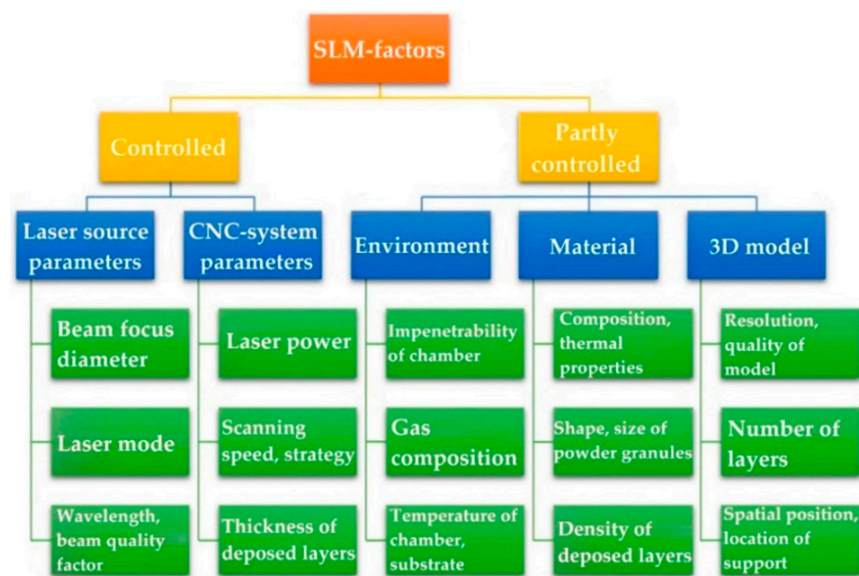 SLM-factors
Controlled
Partly
controlled
Laser source
parameters
CNC-system
parameters
Environment
Material
3D model
Beam focus
diameter
Laser power
Impenetrability
of chamber
Composition,
thermal
properties
Resolution,
quality of
model
Laser mode
Scanning
speed, strategy
Gas
composition
Shape, size of
powder granules
Number of
layers
Wavelength,
beam quality
factor
Thickness of
deposed layers
Temperature of
chamber,
substrate
Density of
deposed layers
Spatial position,
location of
support